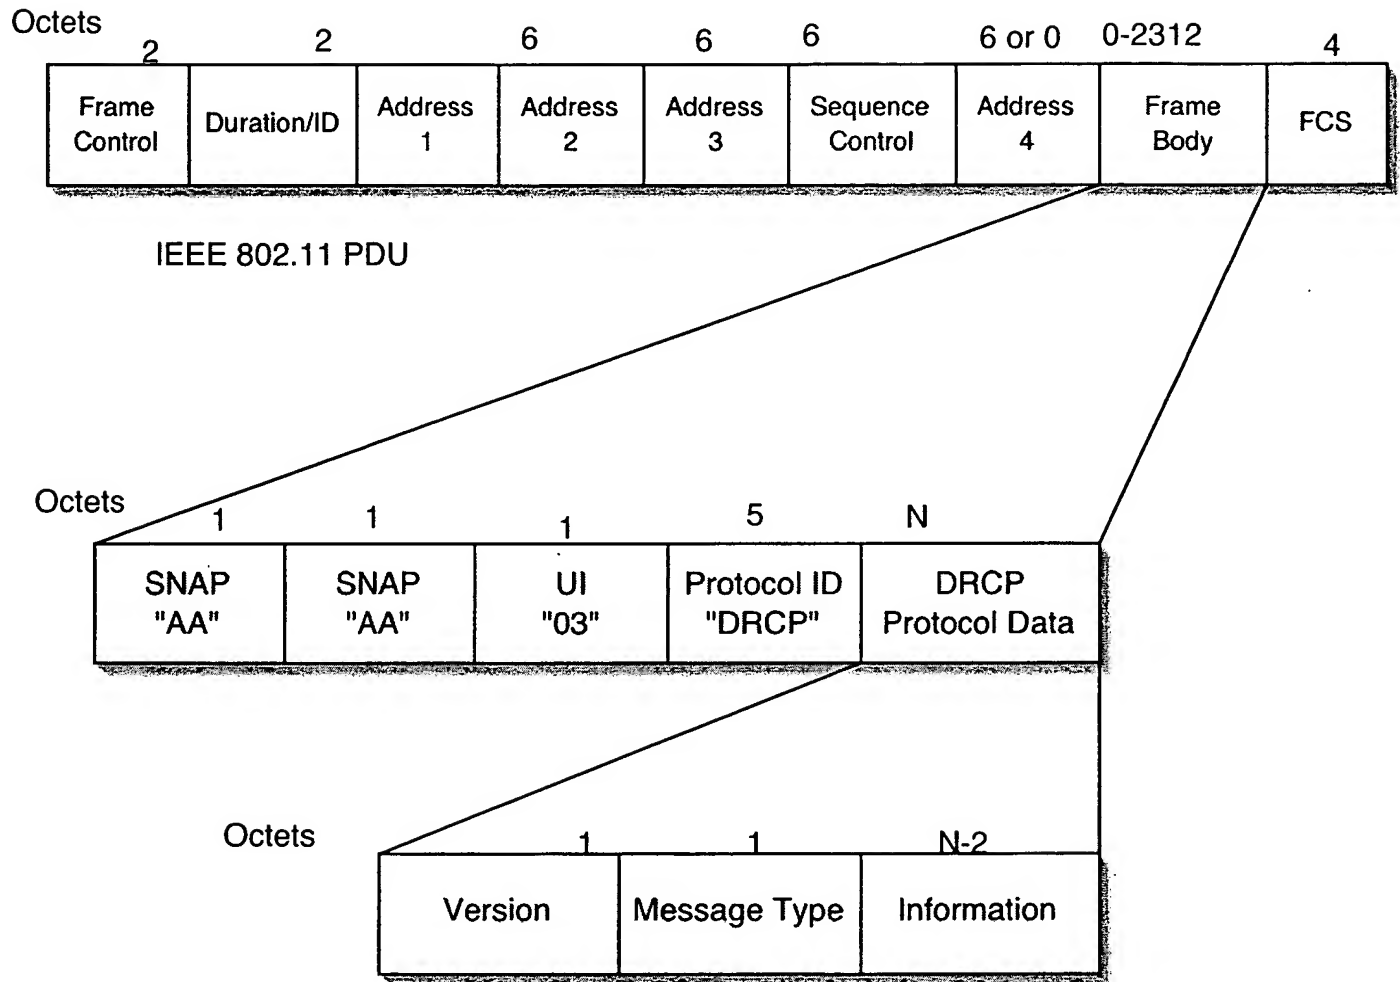 Octets 2 2 6 6 6 6 or 0 0-2312 4
Frame Control Duration/ID Address 1 Address 2 Address 3 Sequence Control Address 4 Frame Body FCS
IEEE 802.11 PDU
Octets 1 1 1 5 N
SNAP "AA" SNAP "AA" UI "03" Protocol ID "DRCP" DRCP Protocol Data
Octets 1 1 N-2
Version Message Type Information